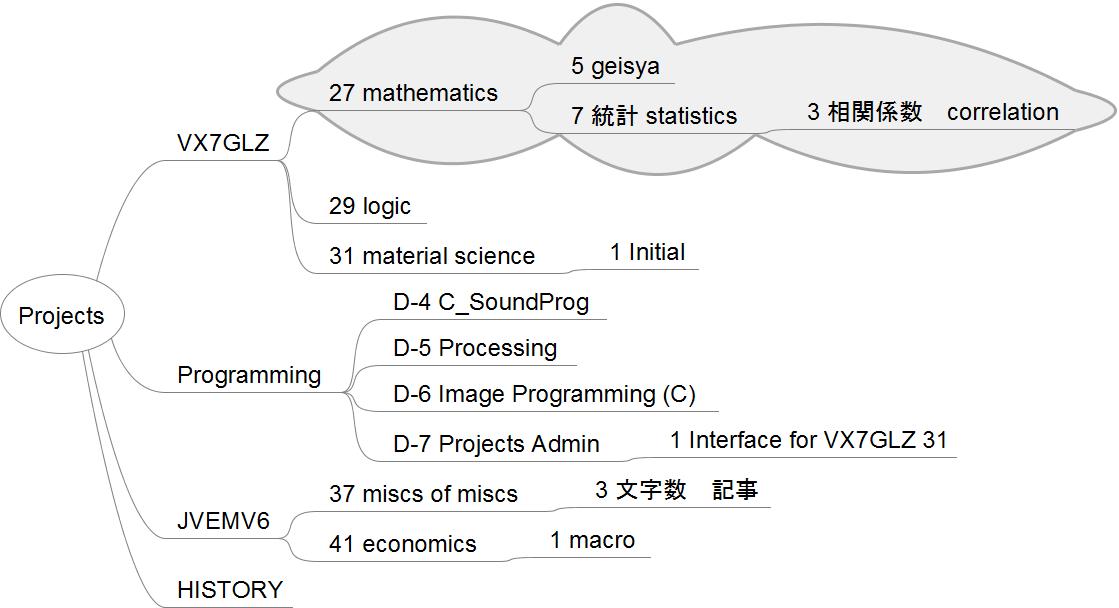 Projects
VX7GLZ
27 mathematics
5 geisya
7 統計 statistics
3 相関係数　correlation
29 logic
31 material science
1 Initial
Programming
D-4 C_SoundProg
D-5 Processing
D-6 Image Programming (C)
D-7 Projects Admin
1 Interface for VX7GLZ 31
JVEMV6
37 miscs of miscs
3 文字数　記事
41 economics
1 macro
HISTORY